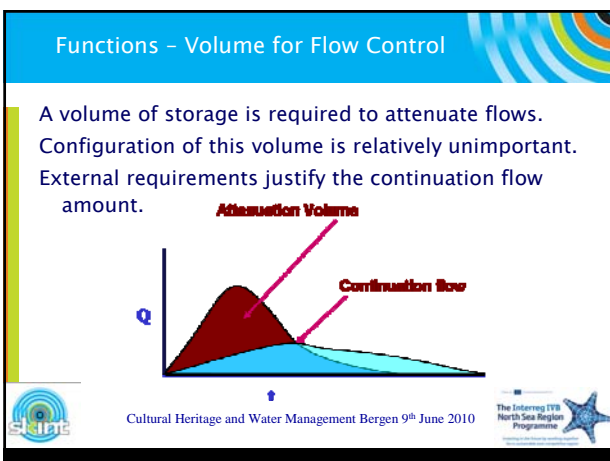 Functions – Volume for Flow Control
A volume of storage is required to attenuate flows.
Configuration of this volume is relatively unimportant.
External requirements justify the continuation flow
amount.
Attenuation Volume
Continuation flow
Q
t
Cultural Heritage and Water Management Bergen 9th June 2010
skint
The Interreg IVB
North Sea Region
Programme